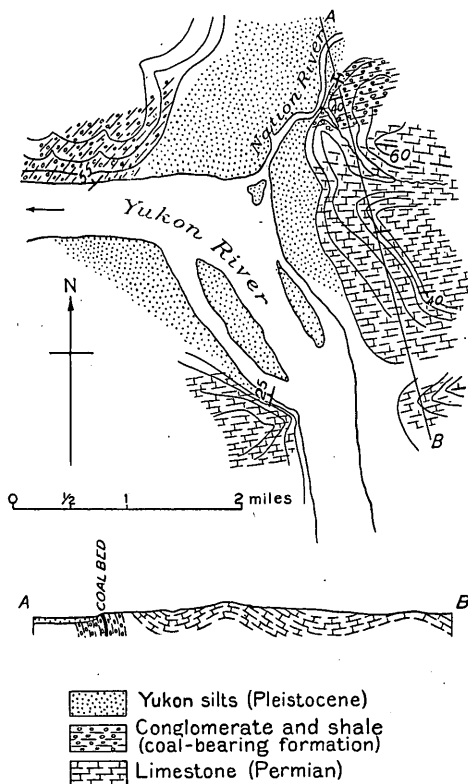 A
Nation River
60
Yukon River
N
40
25
B
0 ½ 1 2 miles
COAL BED
A
B
Yukon silts (Pleistocene)
Conglomerate and shale
(coal-bearing formation)
Limestone (Permian)